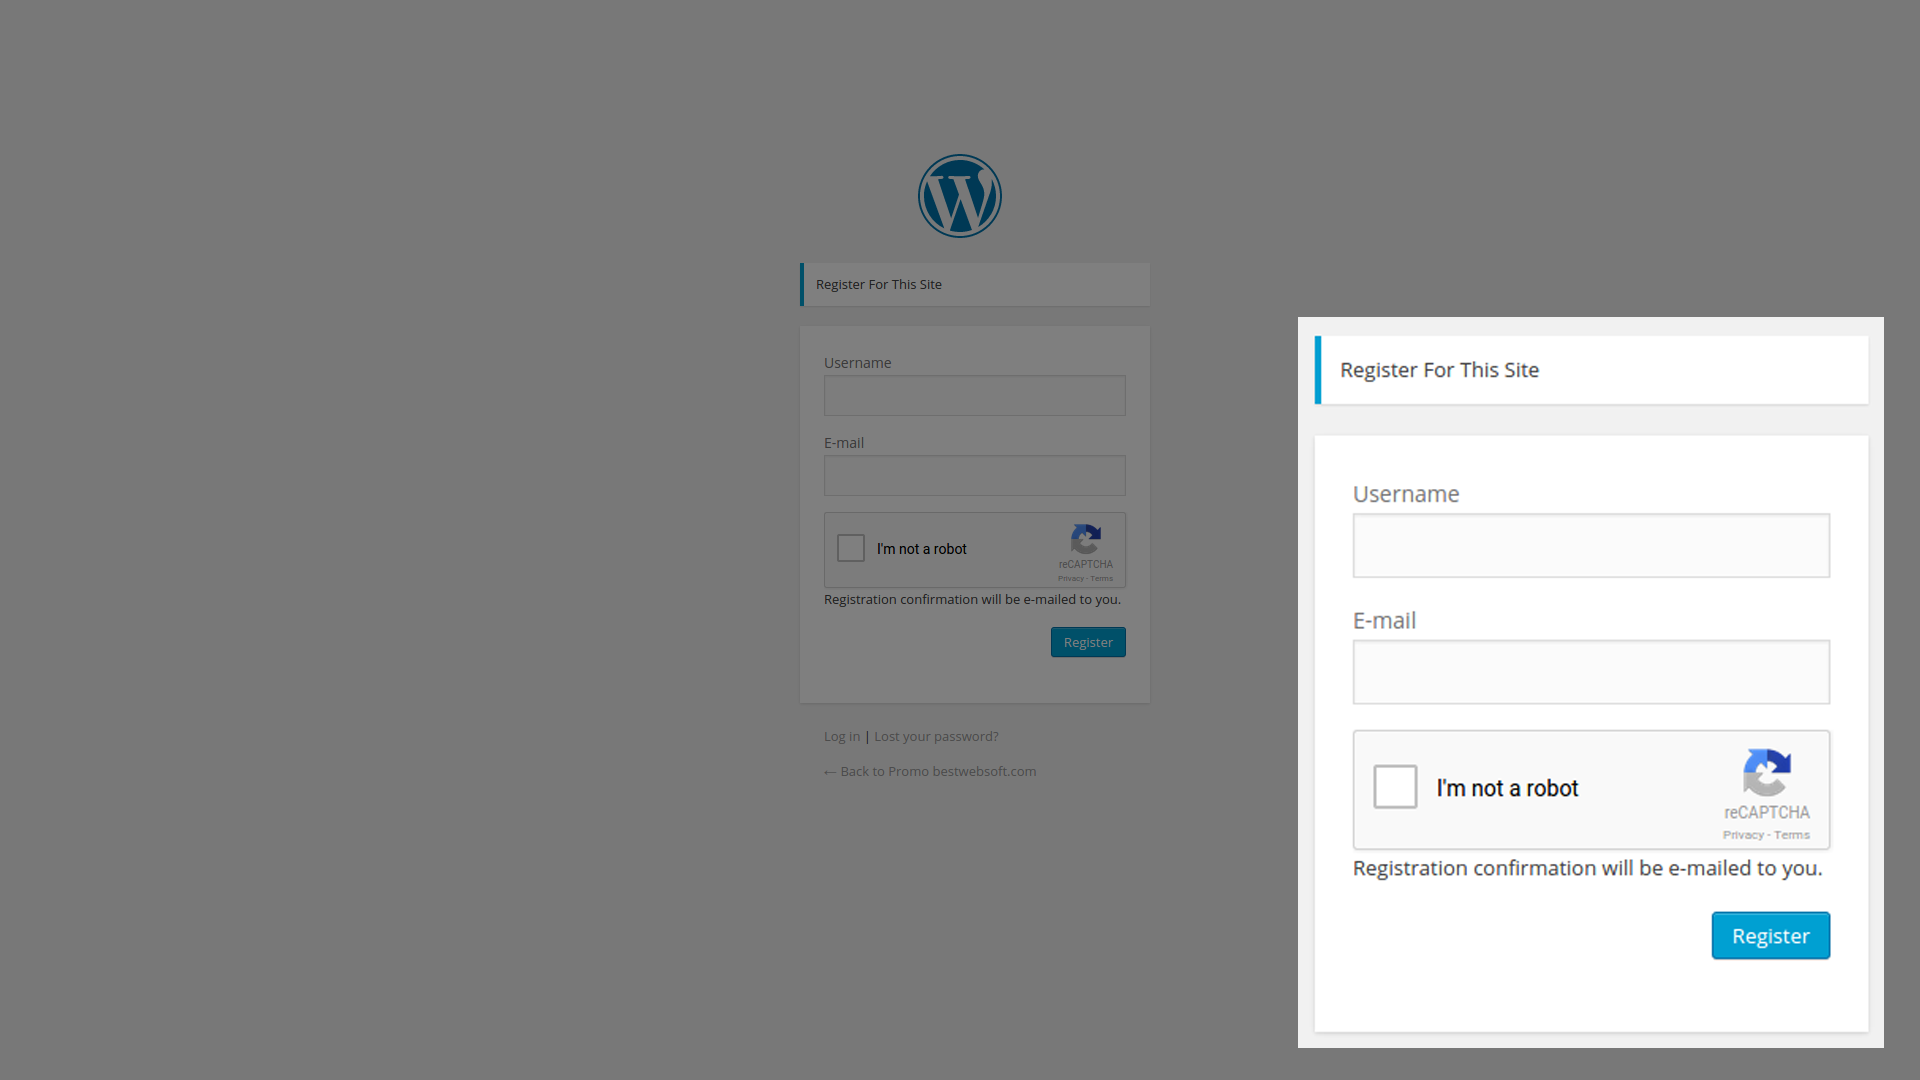 Register For This Site
Username
E-mail
I'm not a robot
reCAPTCHA
Privacy - Terms
Registration confirmation will be e-mailed to you.
Register
Log in | Lost your password?
← Back to Promo bestwebsoft.com
Register For This Site
Username
E-mail
I'm not a robot
reCAPTCHA
Privacy - Terms
Registration confirmation will be e-mailed to you.
Register